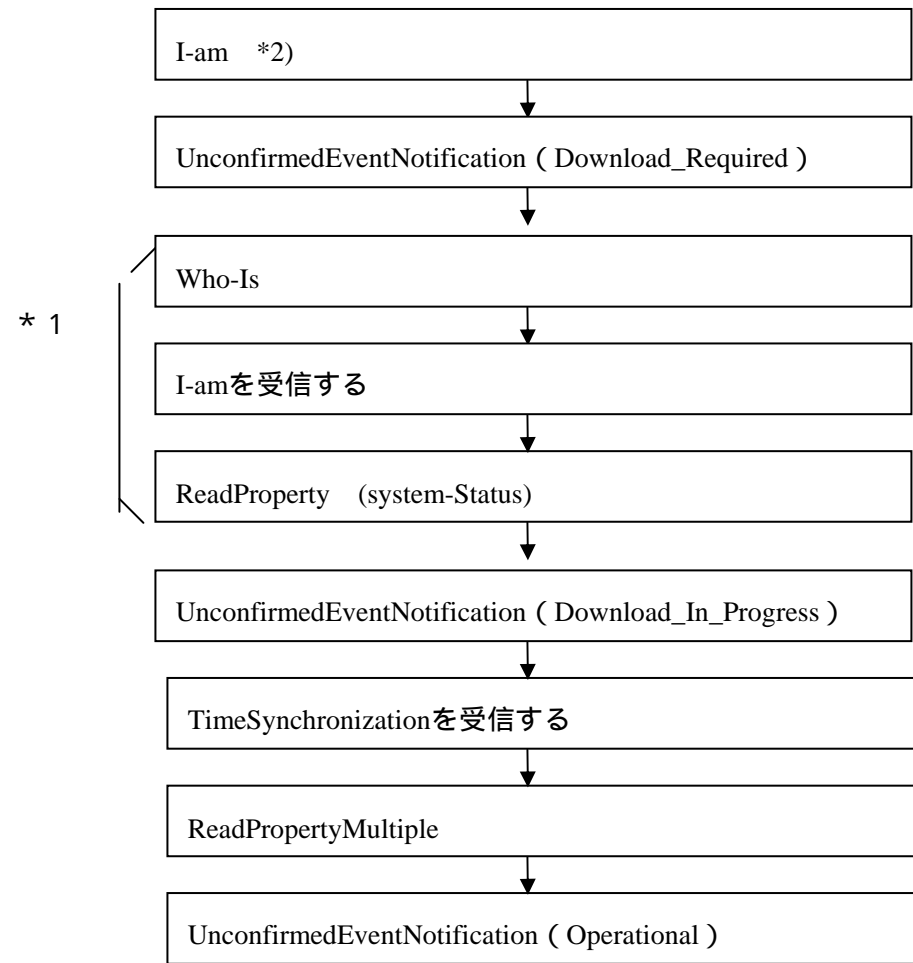 I-am *2)
UnconfirmedEventNotification（Download_Required）
Who-Is
＊１
I-amを受信する
ReadProperty (system-Status)
UnconfirmedEventNotification（Download_In_Progress）
TimeSynchronizationを受信する
ReadPropertyMultiple
UnconfirmedEventNotification（Operational）